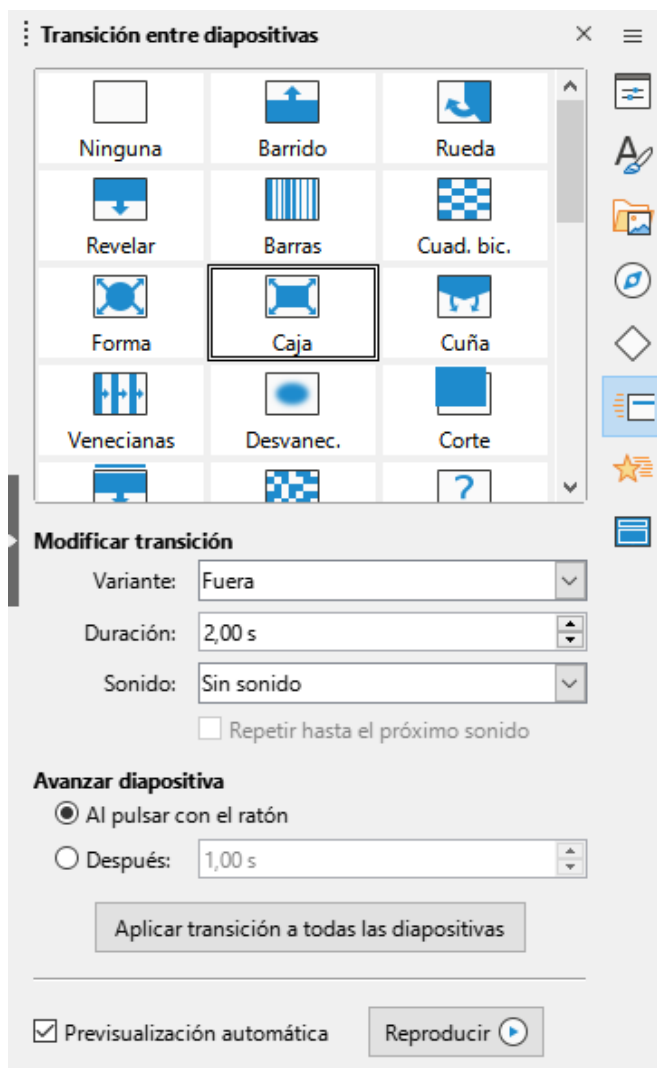 Transición entre diapositivas
Ninguna Barrido Rueda
Revelar Barras Cuad. bic.
Forma Caja Cuña
Venecianas Desvanec. Corte
?
Modificar transición
Variante: Fuera
Duración: 2,00 s
Sonido: Sin sonido
Repetir hasta el próximo sonido
Avanzar diapositiva
Al pulsar con el ratón
Después: 1,00 s
Aplicar transición a todas las diapositivas
Previsualización automática Reproducir